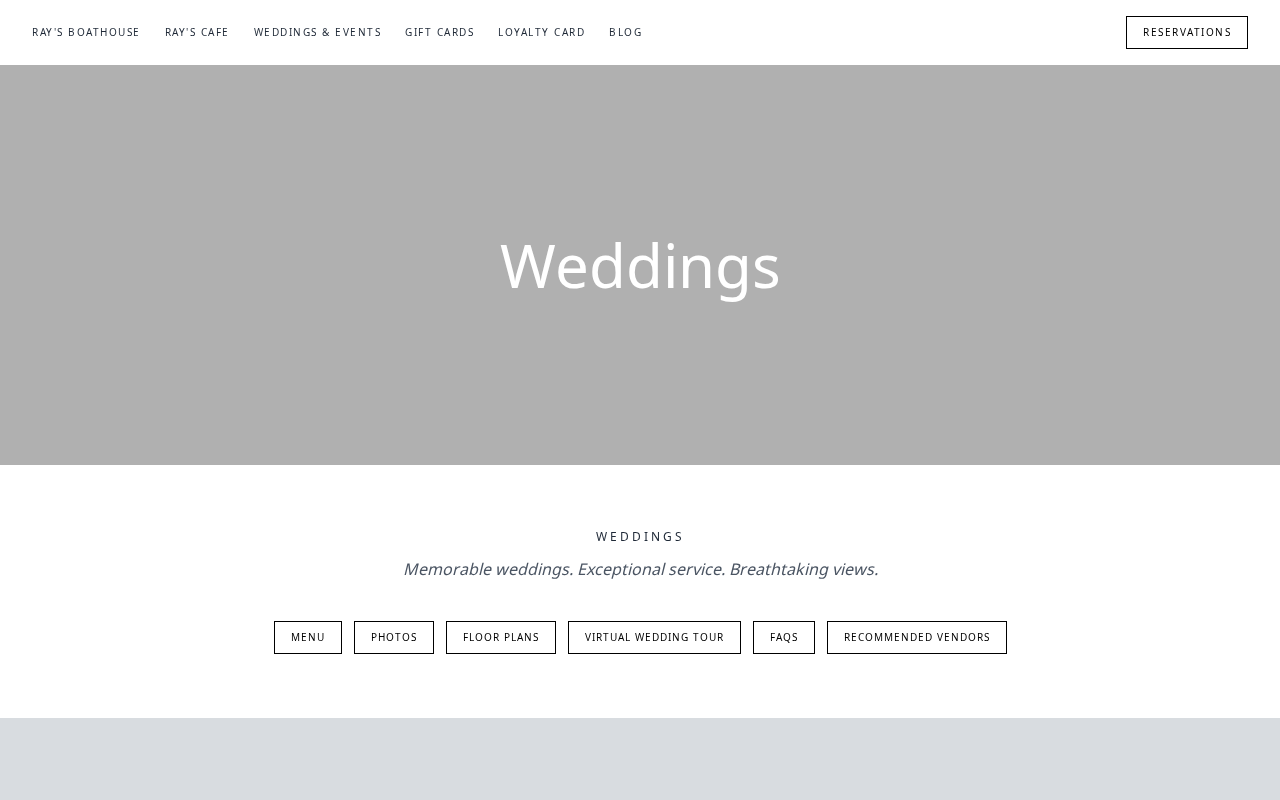 RAY'S BOATHOUSE RAY'S CAFE WEDDINGS & EVENTS GIFT CARDS LOYALTY CARD BLOG RESERVATIONS
Weddings
WEDDINGS
Memorable weddings. Exceptional service. Breathtaking views.
MENU PHOTOS FLOOR PLANS VIRTUAL WEDDING TOUR FAQS RECOMMENDED VENDORS